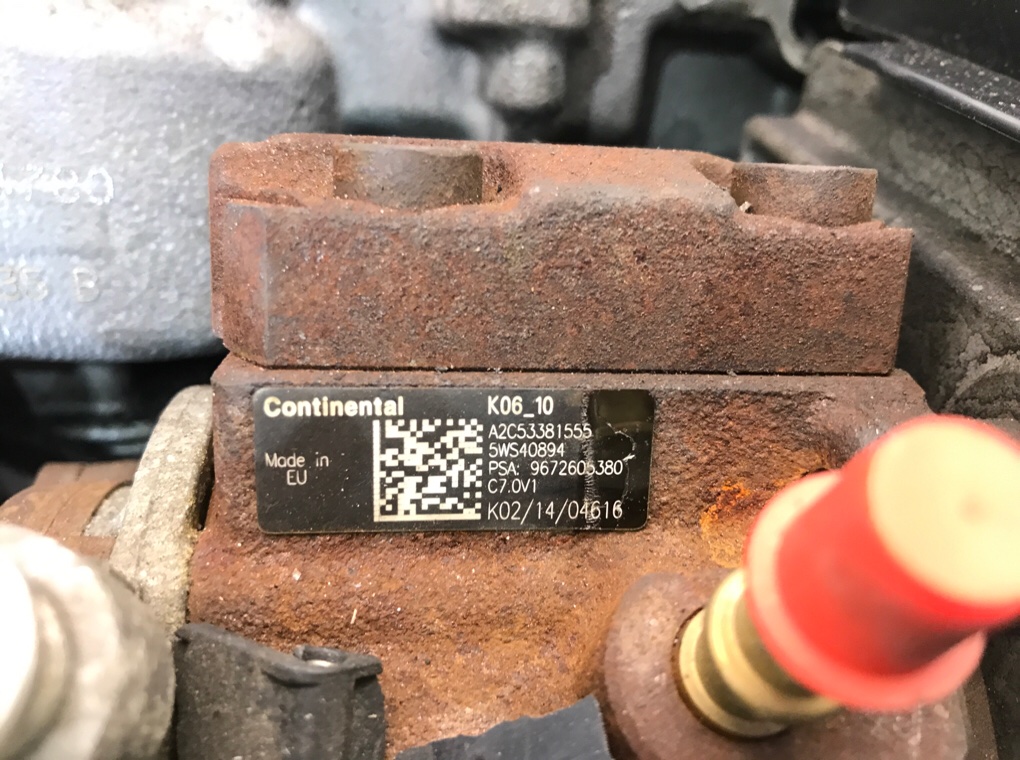 Continental
K06_10
A2C53381555
5WS40894
Made in
EU
PSA: 9672605380
C7.0V1
K02/14/04616